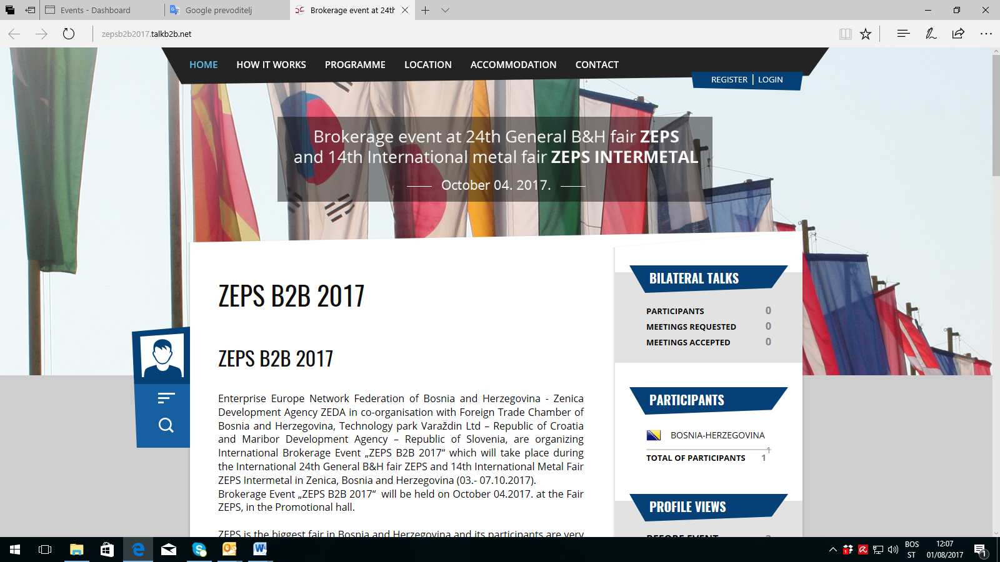 Events - Dashboard
Google prevoditelj
Brokerage event at 24th
zepsb2b2017.talkb2b.net
HOME HOW IT WORKS PROGRAMME LOCATION ACCOMMODATION CONTACT
REGISTER | LOGIN
Brokerage event at 24th General B&H fair ZEPS
and 14th International metal fair ZEPS INTERMETAL
October 04. 2017.
ZEPS B2B 2017
ZEPS B2B 2017
Enterprise Europe Network Federation of Bosnia and Herzegovina - Zenica
Development Agency ZEDA in co-organisation with Foreign Trade Chamber of
Bosnia and Herzegovina, Technology park Varaždin Ltd – Republic of Croatia
and Maribor Development Agency – Republic of Slovenia, are organizing
International Brokerage Event „ZEPS B2B 2017“ which will take place during
the International 24th General B&H fair ZEPS and 14th International Metal Fair
ZEPS Intermetal in Zenica, Bosnia and Herzegovina (03.- 07.10.2017).
Brokerage Event „ZEPS B2B 2017“ will be held on October 04.2017. at the Fair
ZEPS, in the Promotional hall.
ZEPS is the biggest fair in Bosnia and Herzegovina and its participants are very
BILATERAL TALKS
PARTICIPANTS 0
MEETINGS REQUESTED 0
MEETINGS ACCEPTED 0
PARTICIPANTS
BOSNIA-HERZEGOVINA
1
TOTAL OF PARTICIPANTS 1
PROFILE VIEWS
BEFORE EVENT
BOS
ST
12:07
01/08/2017
1